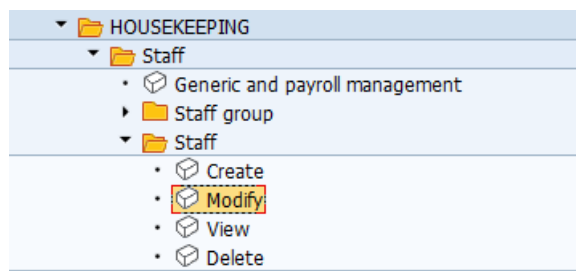 HOUSEKEEPING
Staff
Generic and payroll management
Staff group
Staff
Create
Modify
View
Delete